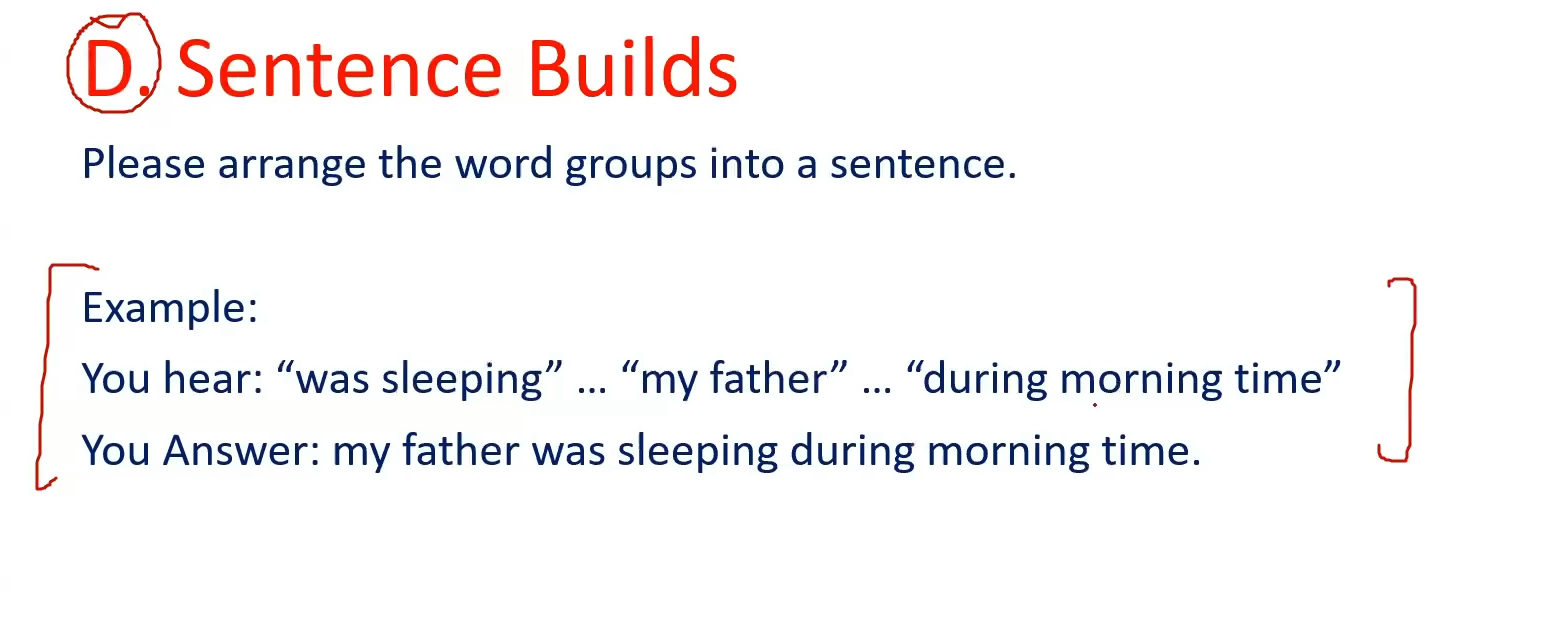 D. Sentence Builds
Please arrange the word groups into a sentence.
Example:
You hear: “was sleeping” ... “my father” ... “during morning time”
You Answer: my father was sleeping during morning time.